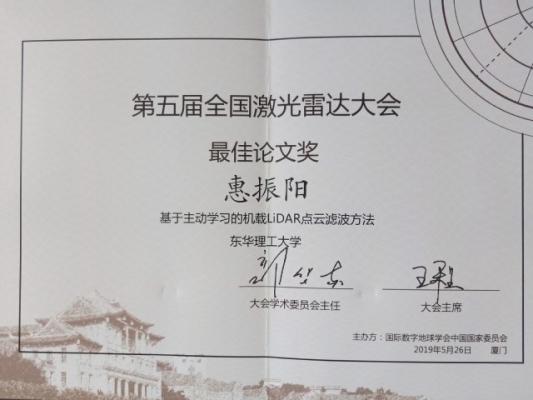 第五届全国激光雷达大会
最佳论文奖
惠振阳
基于主动学习的机载LiDAR点云滤波方法
东华理工大学
大会学术委员会主任 大会主席
主办方：国际数字地球学会中国国家委员会
2019年5月26日 厦门